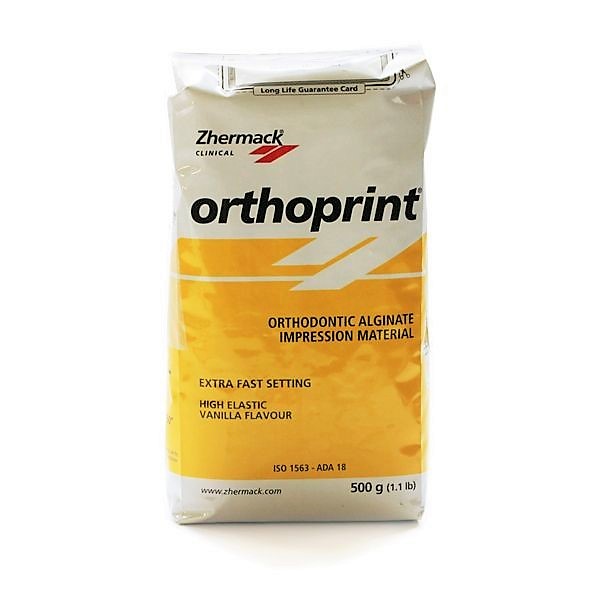 Long Life Guarantee Card
Zhermack®
CLINICAL
orthoprint®
ORTHODONTIC ALGINATE
IMPRESSION MATERIAL
EXTRA FAST SETTING
HIGH ELASTIC
VANILLA FLAVOUR
ISO 1563 - ADA 18
www.zhermack.com
500 g (1.1 lb)